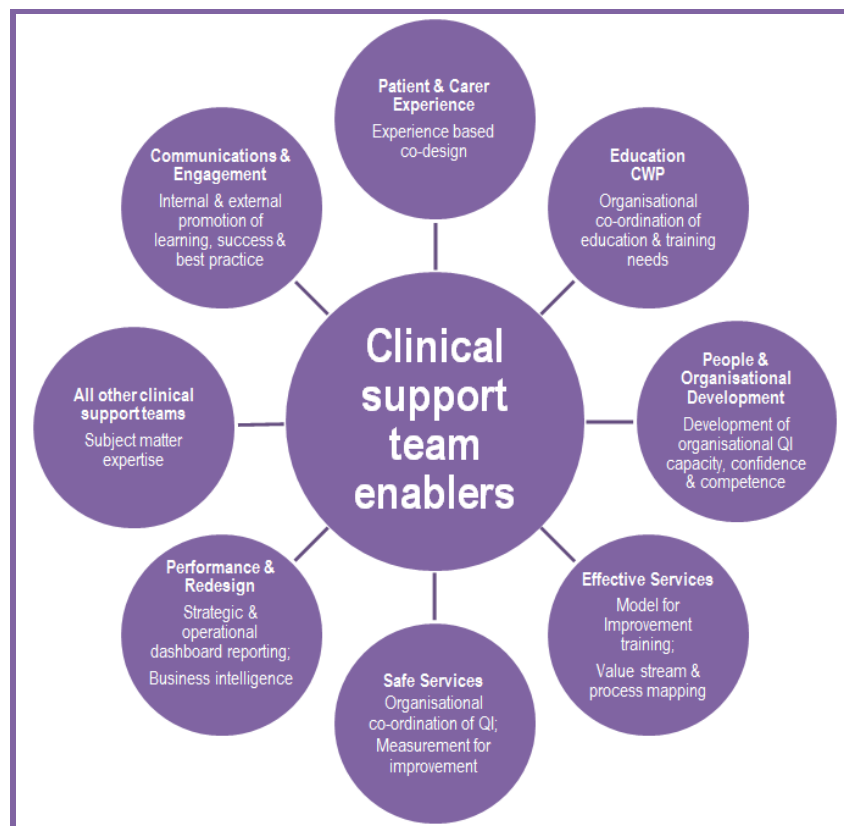 Patient & Carer
Experience
Experience based
co-design
Communications &
Engagement
Internal & external
promotion of
learning, success &
best practice
Education
CWP
Organisational
co-ordination of
education & training
needs
Clinical
support
team
enablers
People &
Organisational
Development
Development of
organisational QI
capacity, confidence
& competence
All other clinical
support teams
Subject matter
expertise
Performance &
Redesign
Strategic &
operational
dashboard reporting;
Business intelligence
Effective Services
Model for
Improvement
training;
Value stream &
process mapping
Safe Services
Organisational
co-ordination of QI;
Measurement for
improvement